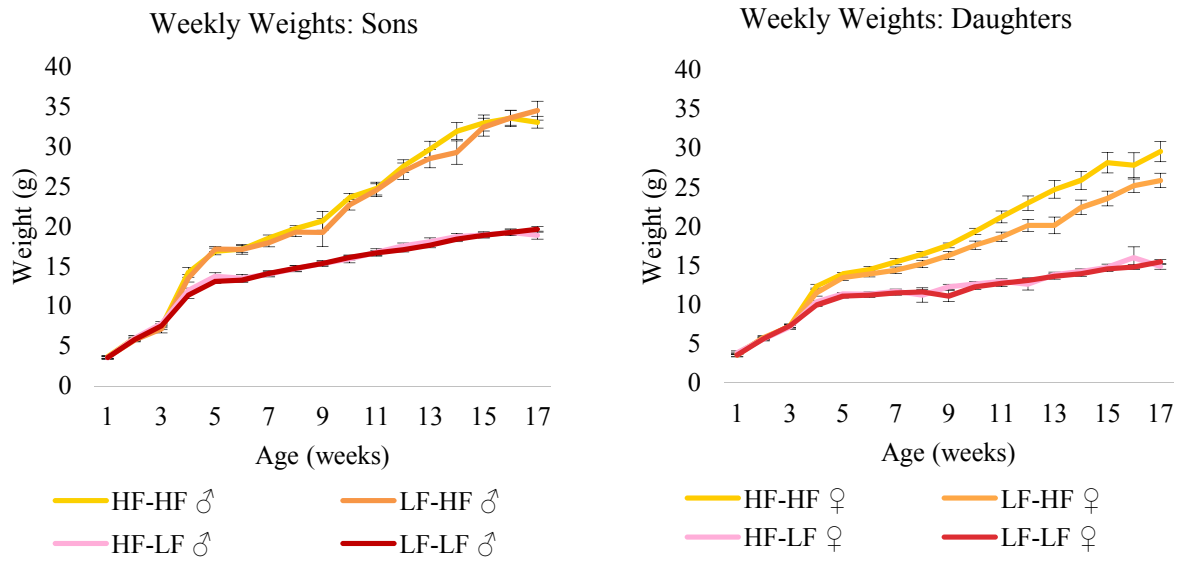 Weekly Weights: Sons
40
35
30
25
20
15
10
5
0
Weight (g)
1 3 5 7 9 11 13 15 17
Age (weeks)
HF-HF ♂ LF-HF ♂
HF-LF ♂ LF-LF ♂
Weekly Weights: Daughters
40
35
30
25
20
15
10
5
0
Weight (g)
1 3 5 7 9 11 13 15 17
Age (weeks)
HF-HF ♀ LF-HF ♀
HF-LF ♀ LF-LF ♀